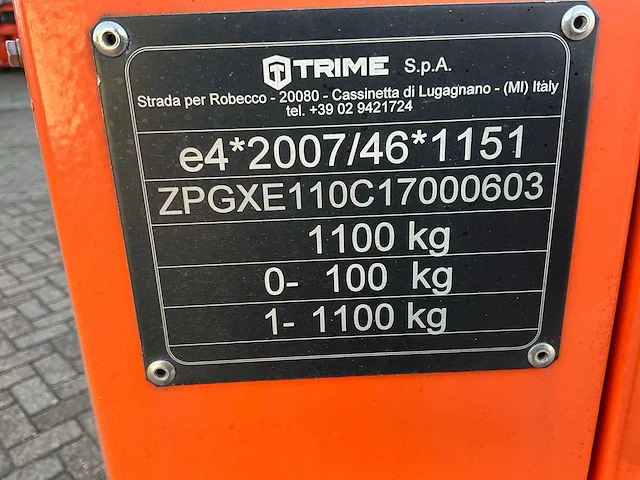 TRIME S.p.A.
Strada per Robecco - 20080 - Cassinetta di Lugagnano - (MI) Italy
tel. +39 02 9421724
e4*2007/46*1151
ZPGXE110C17000603
1100 kg
0- 100 kg
1- 1100 kg